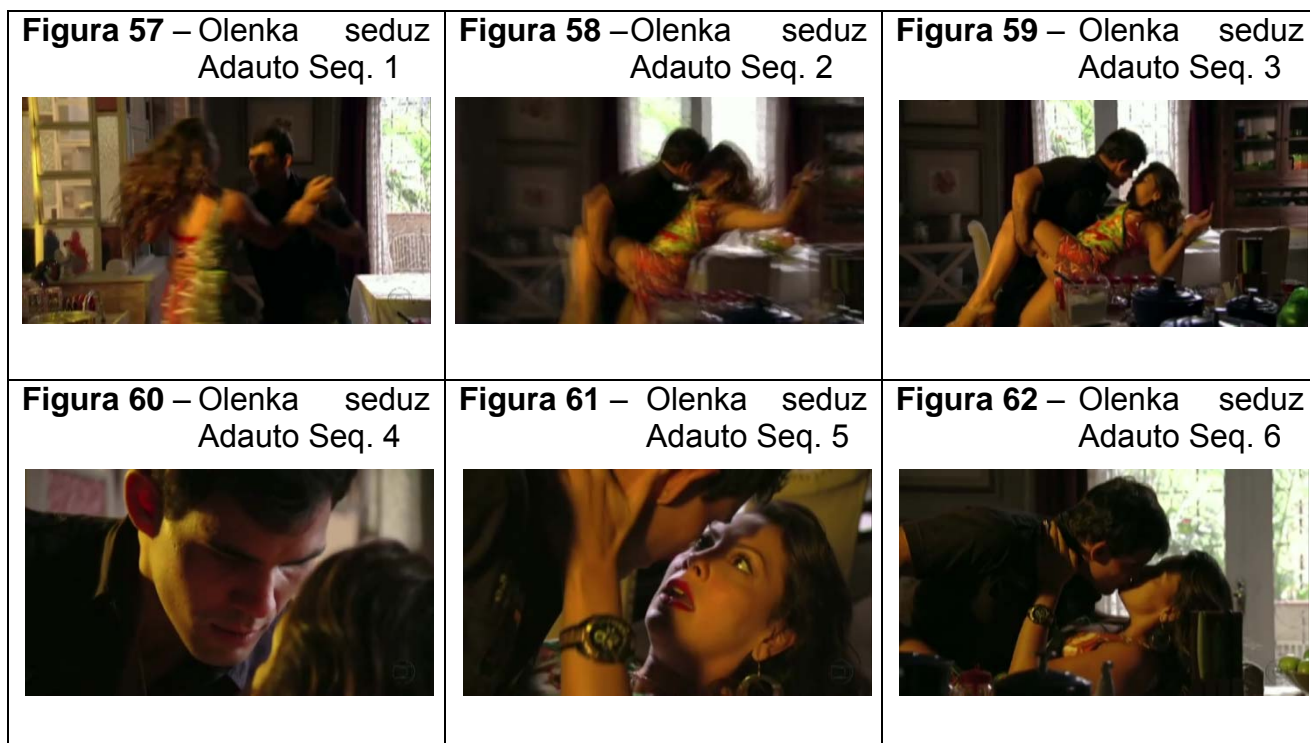 Figura 57 – Olenka seduz
Adauto Seq. 1
Figura 58 –Olenka seduz
Adauto Seq. 2
Figura 59 – Olenka seduz
Adauto Seq. 3
Figura 60 – Olenka seduz
Adauto Seq. 4
Figura 61 – Olenka seduz
Adauto Seq. 5
Figura 62 – Olenka seduz
Adauto Seq. 6